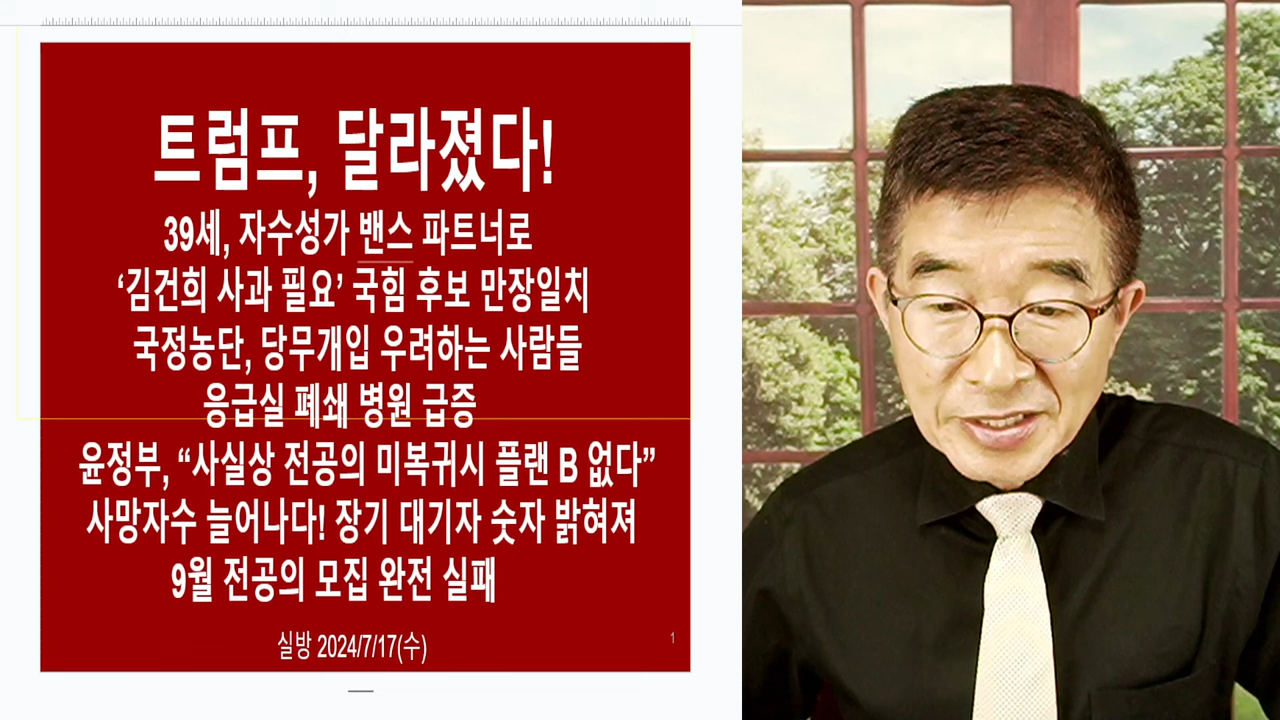 트럼프, 달라졌다!
39세, 자수성가 밴스 파트너로
‘김건희 사과 필요’ 국힘 후보 만장일치
국정농단, 당무개입 우려하는 사람들
응급실 폐쇄 병원 급증
윤정부, “사실상 전공의 미복귀시 플랜 B 없다”
사망자수 늘어나다! 장기 대기자 숫자 밝혀져
9월 전공의 모집 완전 실패
실방 2024/7/17(수)
1